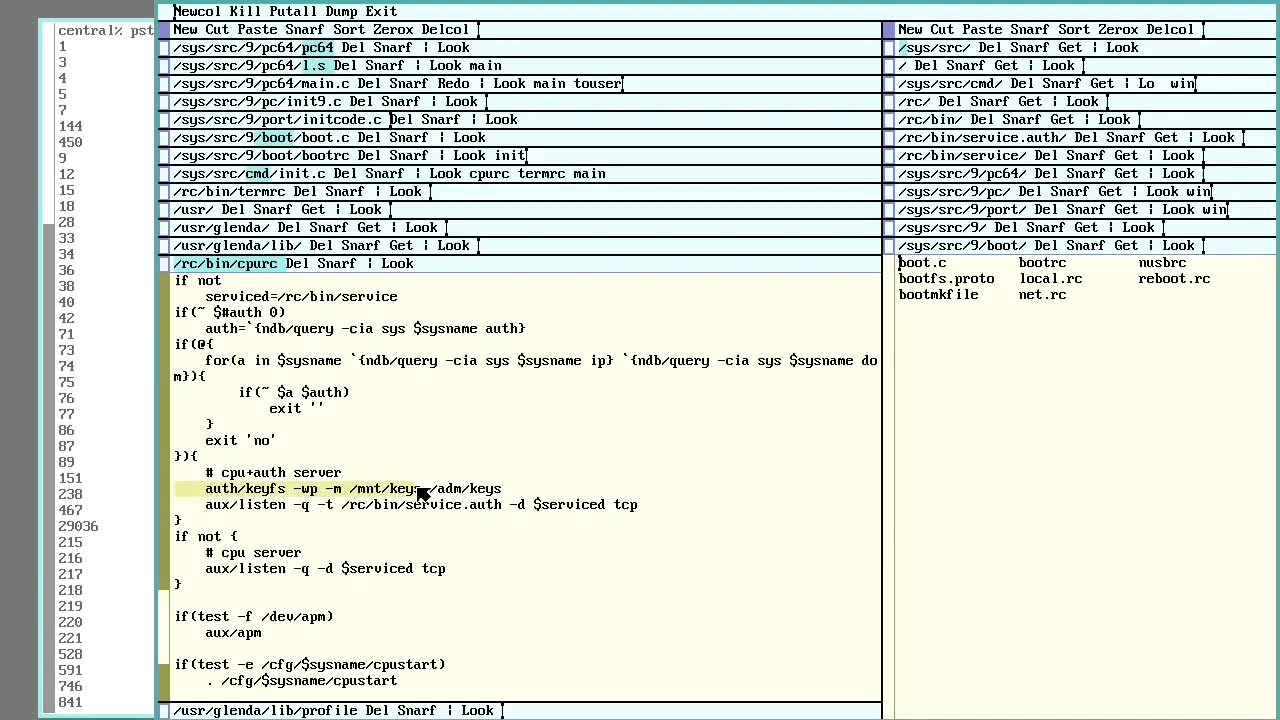 central% pst
1
3
4
5
7
144
450
9
12
15
18
28
33
34
36
38
40
42
71
73
74
75
76
77
86
87
89
151
238
467
29036
215
216
217
218
219
220
221
528
591
746
841
Newcol Kill Putall Dump Exit
New Cut Paste Snarf Sort Zerox Delcol
/sys/src/9/pc64/pc64 Del Snarf | Look
/sys/src/9/pc64/l.s Del Snarf | Look main
/sys/src/9/pc64/main.c Del Snarf Redo | Look main touser
/sys/src/9/pc/init9.c Del Snarf | Look
/sys/src/9/port/initcode.c Del Snarf | Look
/sys/src/9/boot/boot.c Del Snarf | Look
/sys/src/9/boot/bootrc Del Snarf | Look init
/sys/src/cmd/init.c Del Snarf | Look cpurc termrc main
/rc/bin/termrc Del Snarf | Look
/usr/ Del Snarf Get | Look
/usr/glenda/ Del Snarf Get | Look
/usr/glenda/lib/ Del Snarf Get | Look
/rc/bin/cpurc Del Snarf | Look
if not
    serviced=/rc/bin/service
if(~ $#auth 0)
    auth=`{ndb/query -cia sys $sysname auth}
if(@{
    for(a in $sysname `{ndb/query -cia sys $sysname ip} `{ndb/query -cia sys $sysname do
m}){
        if(~ $a $auth)
            exit ''
    }
    exit 'no'
}){
    # cpu+auth server
    auth/keyfs -wp -m /mnt/keys /adm/keys
    aux/listen -q -t /rc/bin/service.auth -d $serviced tcp
}
if not {
    # cpu server
    aux/listen -q -d $serviced tcp
}
if(test -f /dev/apm)
    aux/apm
if(test -e /cfg/$sysname/cpustart)
    . /cfg/$sysname/cpustart
/usr/glenda/lib/profile Del Snarf | Look
New Cut Paste Snarf Sort Zerox Delcol
/sys/src/ Del Snarf Get | Look
/ Del Snarf Get | Look
/sys/src/cmd/ Del Snarf Get | Lo  win
/rc/ Del Snarf Get | Look
/rc/bin/ Del Snarf Get | Look
/rc/bin/service.auth/ Del Snarf Get | Look
/rc/bin/service/ Del Snarf Get | Look
/sys/src/9/pc64/ Del Snarf Get | Look
/sys/src/9/pc/ Del Snarf Get | Look win
/sys/src/9/port/ Del Snarf Get | Look win
/sys/src/9/ Del Snarf Get | Look
/sys/src/9/boot/ Del Snarf Get | Look
boot.c bootrc nusbrc
bootfs.proto local.rc reboot.rc
bootmkfile net.rc